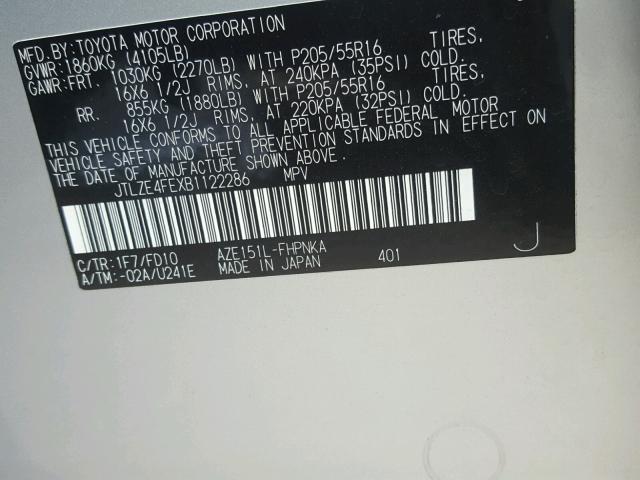 MFD.BY:TOYOTA MOTOR CORPORATION
GVWR:1860KG (4105LB)
GAWR:FRT. 1030KG (2270LB) WITH P205/55R16 TIRES,
16X6 1/2J RIMS, AT 240KPA (35PSI) COLD.
RR. 855KG (1880LB) WITH P205/55R16 TIRES,
16X6 1/2J RIMS, AT 220KPA (32PSI) COLD.
THIS VEHICLE CONFORMS TO ALL APPLICABLE FEDERAL MOTOR
VEHICLE SAFETY AND THEFT PREVENTION STANDARDS IN EFFECT ON
THE DATE OF MANUFACTURE SHOWN ABOVE.
JTLZE4FEXB1122286 MPV
C/TR:1F7/FD10 AZE151L-FHPNKA
A/TM:-02A/U241E MADE IN JAPAN 401 J